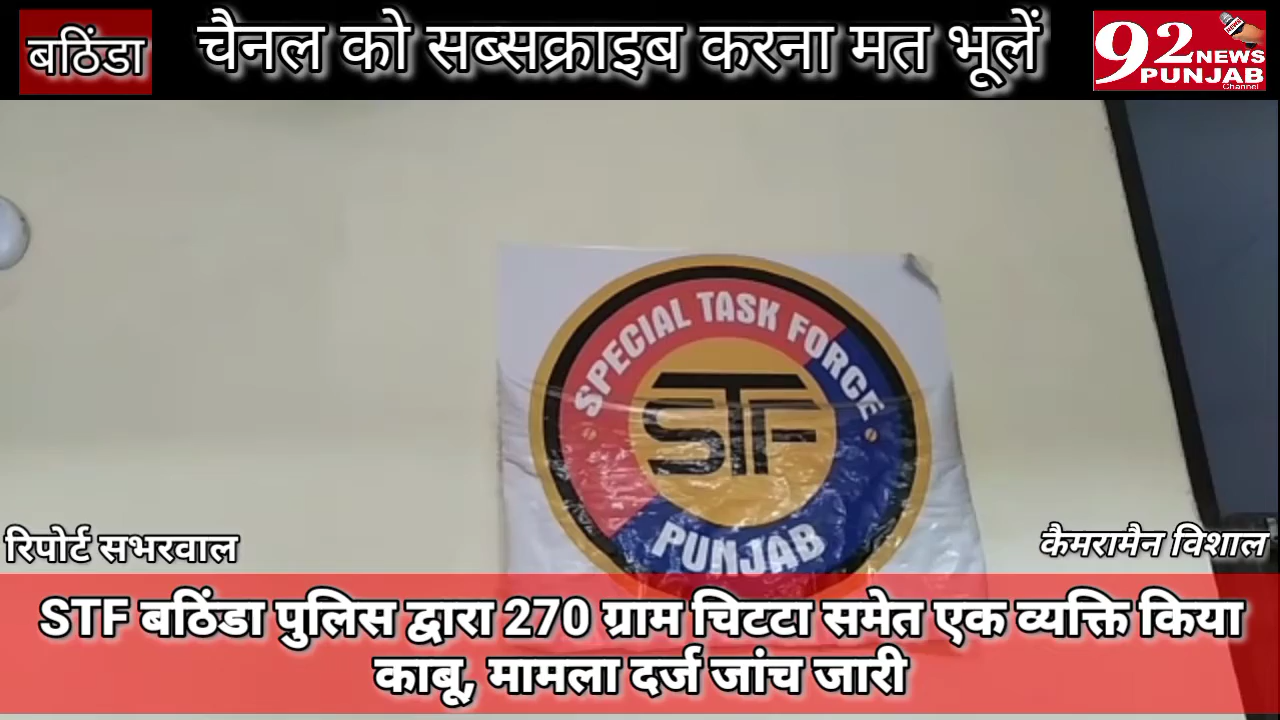 बठिंडा
चैनल को सब्सक्राइब करना मत भूलें
92 NEWS
PUNJAB
Channel
SPECIAL TASK FORCE
STF
PUNJAB
रिपोर्ट सभरवाल
कैमरामैन विशाल
STF बठिंडा पुलिस द्वारा 270 ग्राम चिटटा समेत एक व्यक्ति किया
काबू, मामला दर्ज जांच जारी